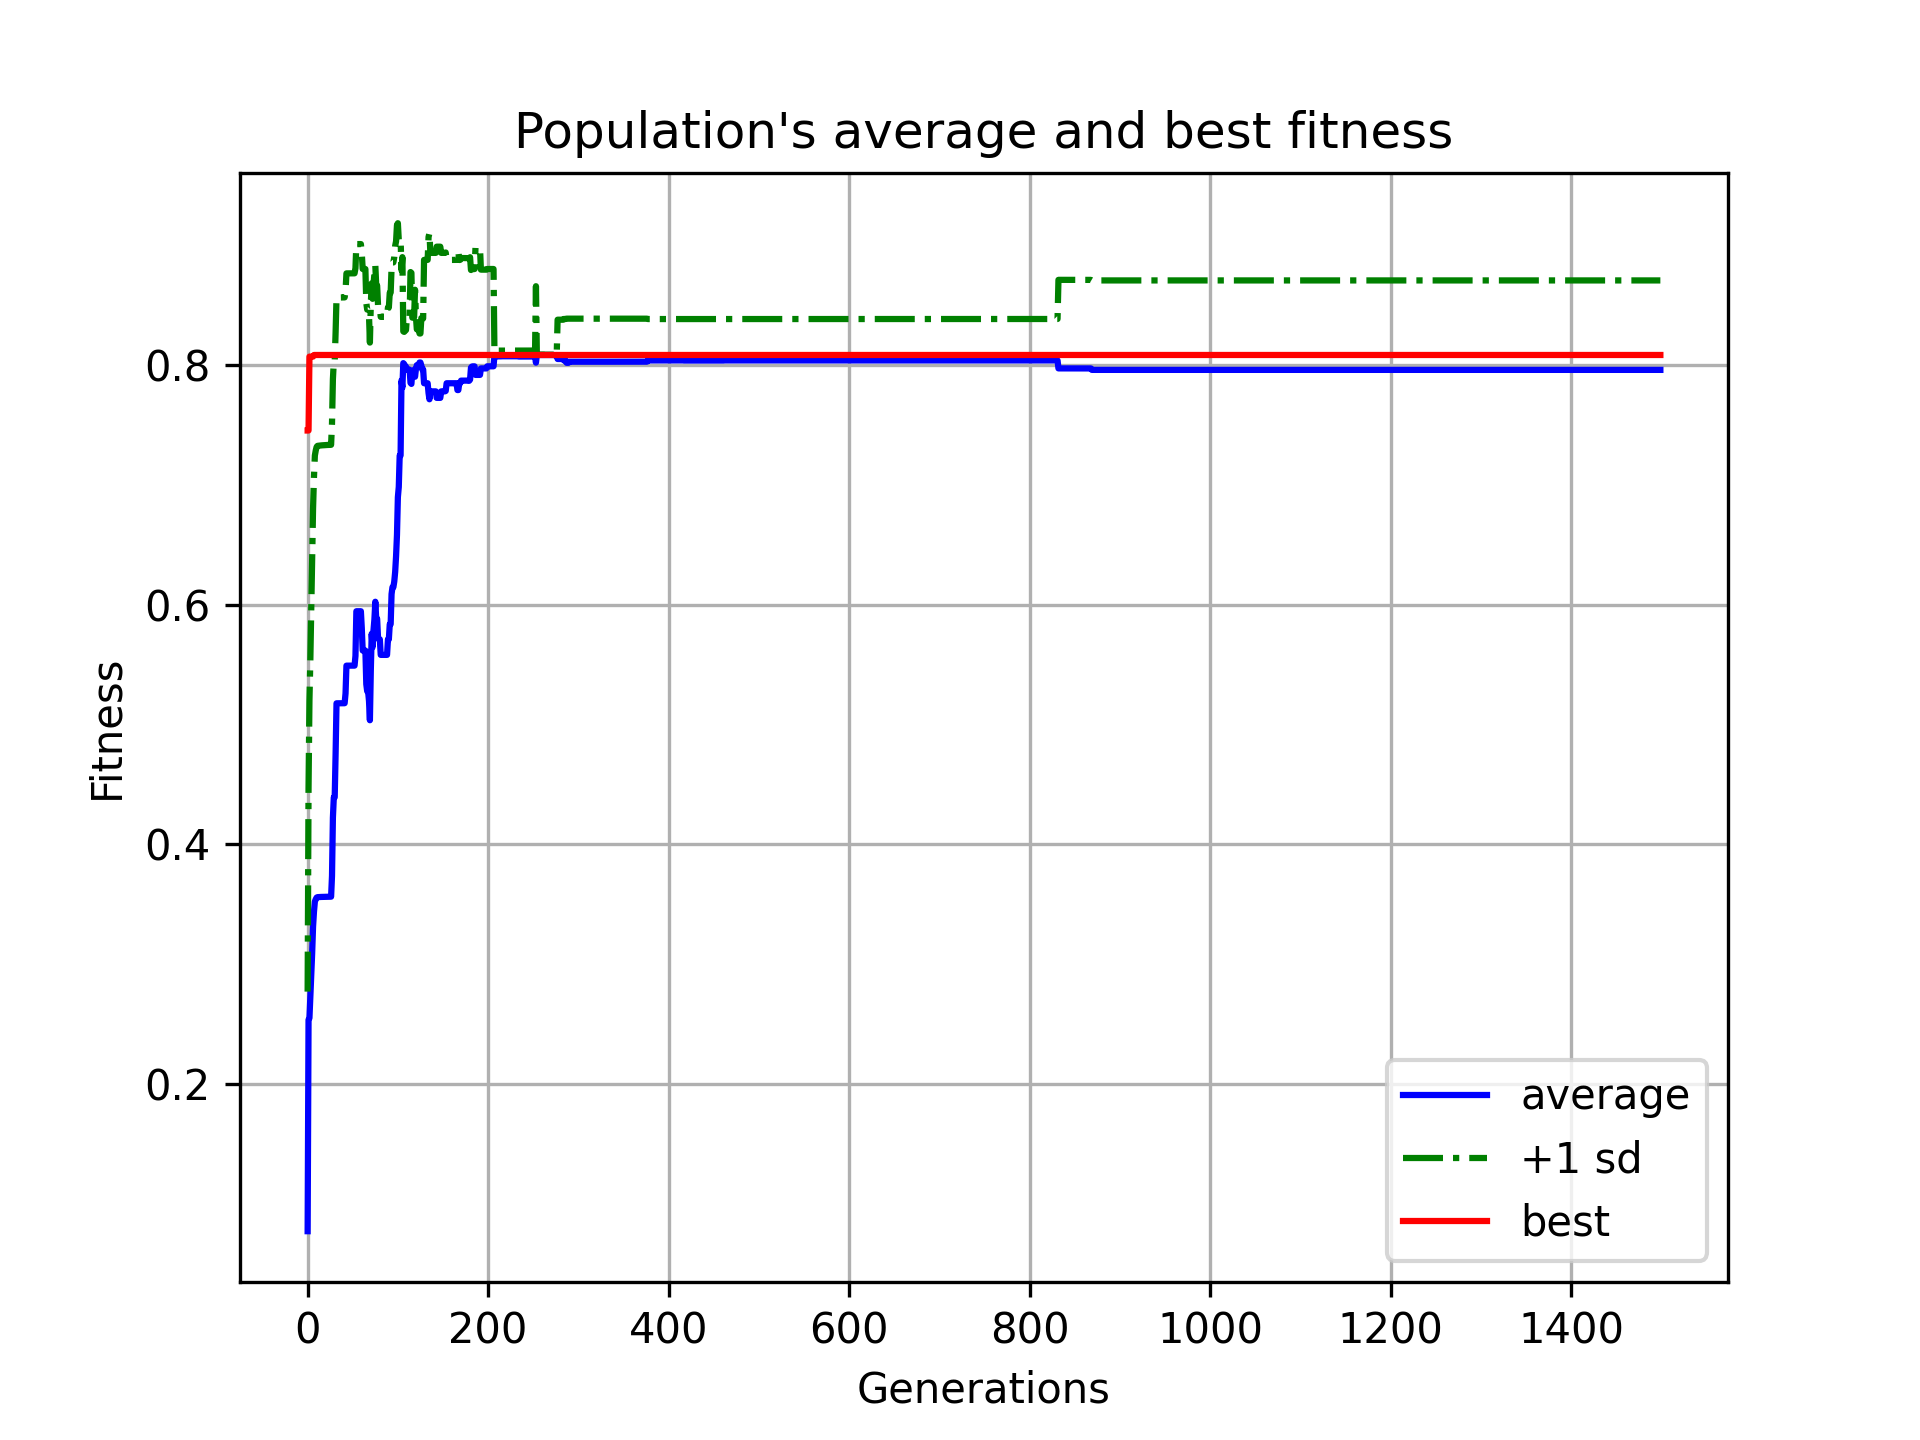 Population's average and best fitness
0.8
0.6
0.4
0.2
Fitness
0 200 400 600 800 1000 1200 1400
Generations
average
+1 sd
best